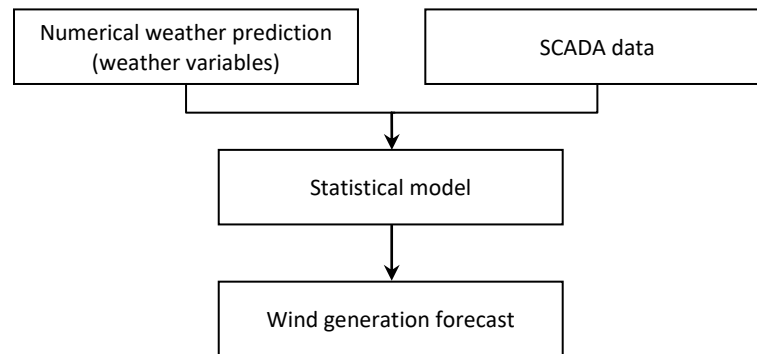 Numerical weather prediction
(weather variables)
SCADA data
Statistical model
Wind generation forecast